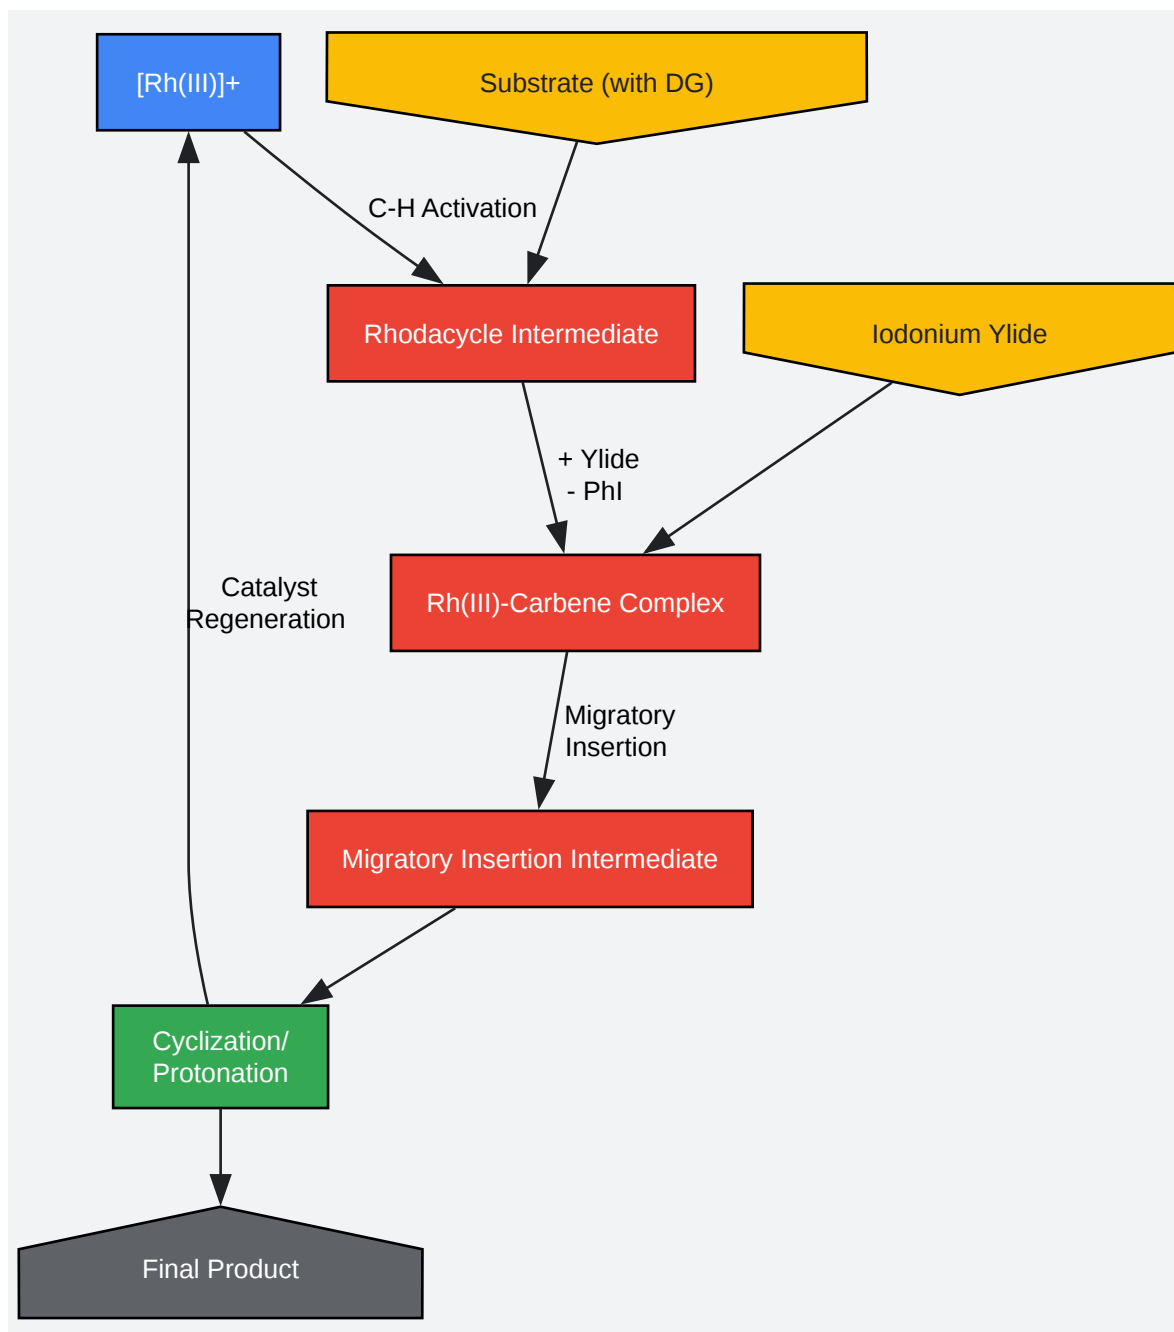 [Rh(III)]+
Substrate (with DG)
C-H Activation
Rhodacycle Intermediate
Iodonium Ylide
+ Ylide
- PhI
Rh(III)-Carbene Complex
Catalyst
Regeneration
Migratory
Insertion
Migratory Insertion Intermediate
Cyclization/
Protonation
Final Product